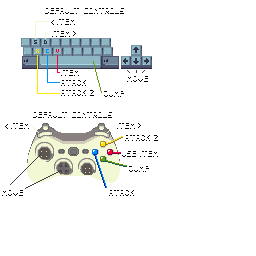 DEFAULT CONTROLS
< ITEM
ITEM >
S D
Z X C V
ITEM
ATTACK
ATTACK 2
JUMP
MOVE
DEFAULT CONTROLS
< ITEM
ITEM >
ATTACK 2
USE ITEM
JUMP
MOVE
ATTACK